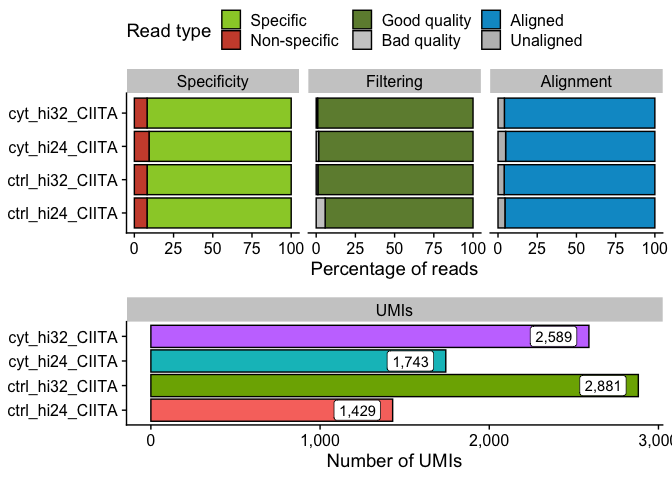 Read type
Specific
Good quality
Aligned
Non-specific
Bad quality
Unaligned
Specificity
Filtering
Alignment
cyt_hi32_CIITA
cyt_hi24_CIITA
ctrl_hi32_CIITA
ctrl_hi24_CIITA
0 25 50 75 100
0 25 50 75 100
0 25 50 75 100
Percentage of reads
UMIs
cyt_hi32_CIITA
2,589
cyt_hi24_CIITA
1,743
ctrl_hi32_CIITA
2,881
ctrl_hi24_CIITA
1,429
0 1,000 2,000 3,000
Number of UMIs